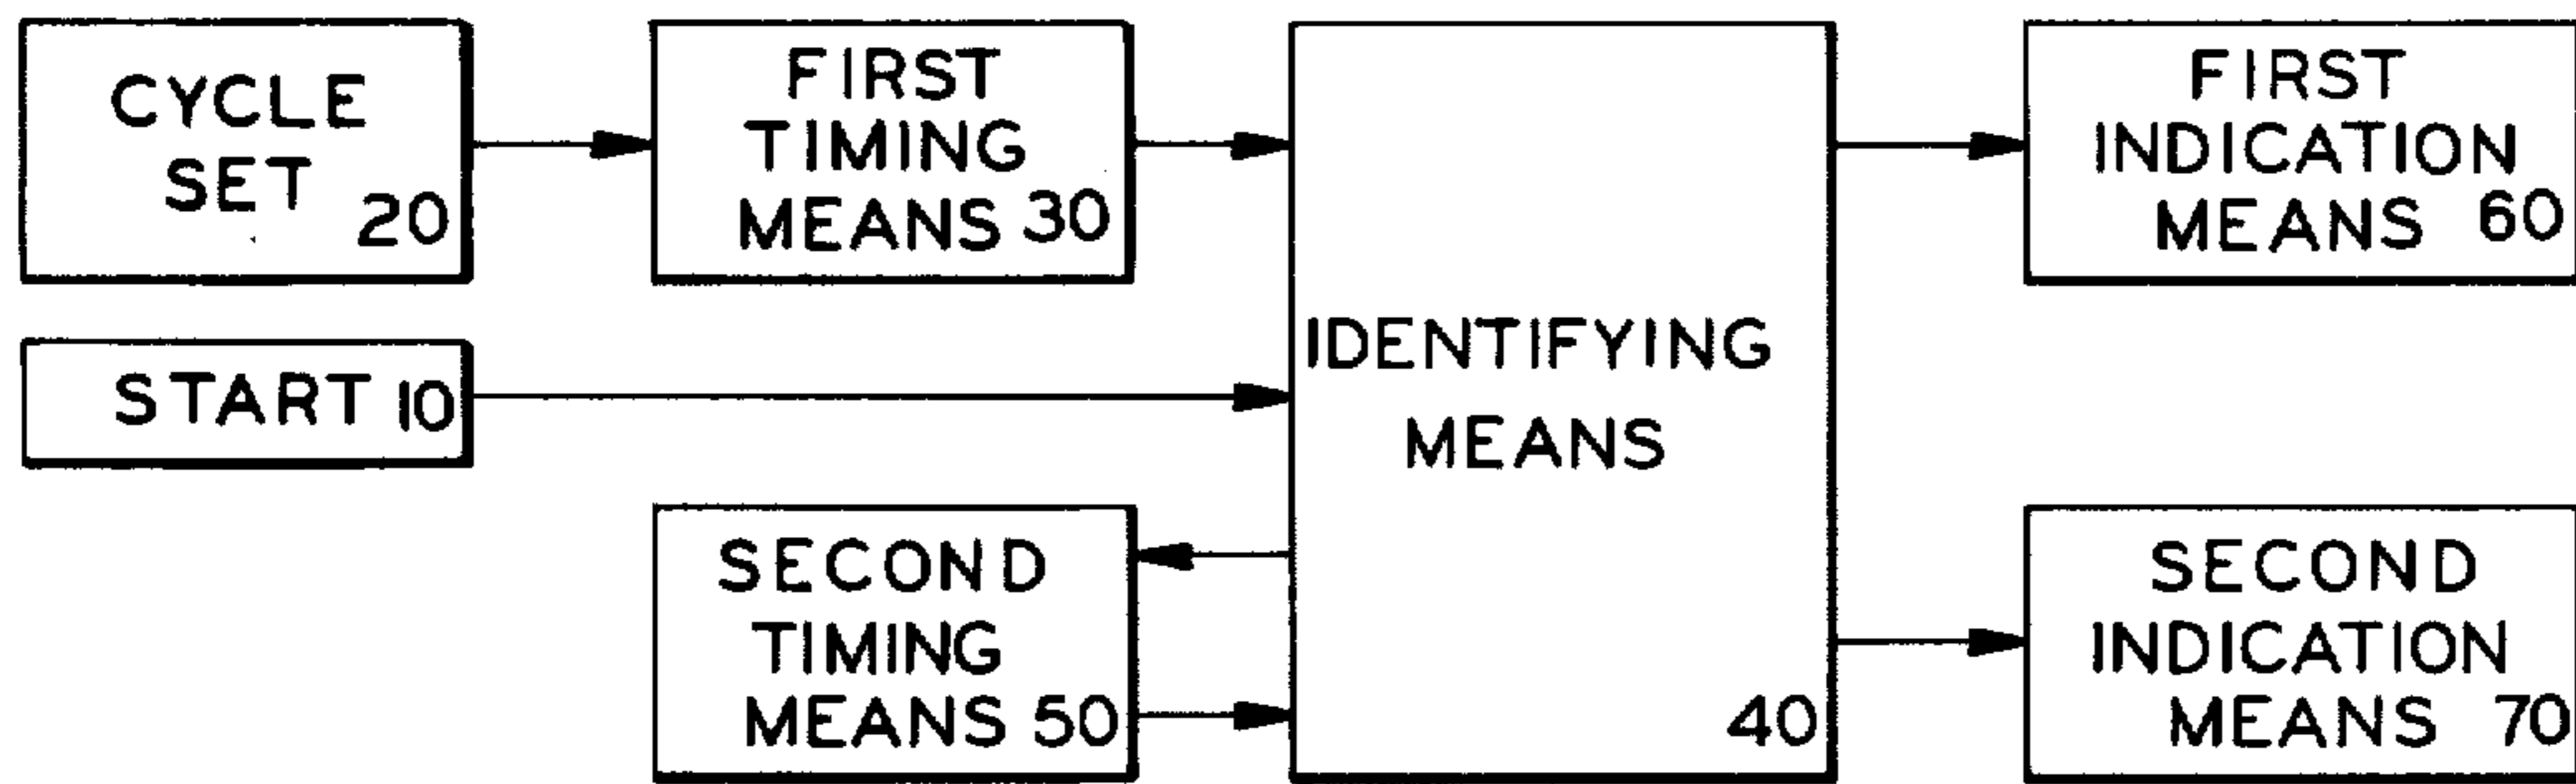 CYCLE
SET 20
FIRST
TIMING
MEANS 30
START 10
SECOND
TIMING
MEANS 50
IDENTIFYING
MEANS
40
FIRST
INDICATION
MEANS 60
SECOND
INDICATION
MEANS 70